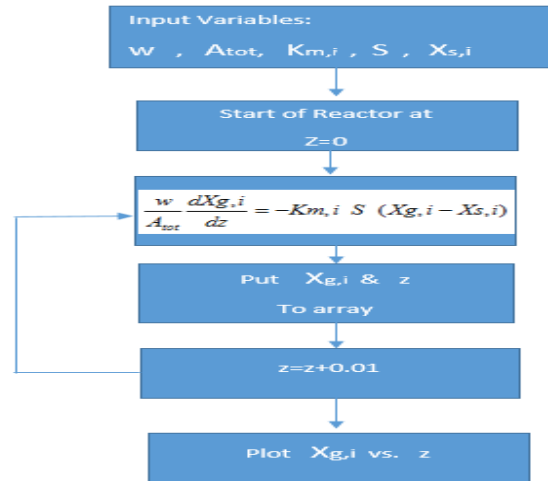 Input Variables:
w , Atot, Km,i , S , Xs,i
Start of Reactor at
Z=0
w/Atot dXg,i/dz = -Km,i S (Xg,i - Xs,i)
Put Xg,i & z
To array
z=z+0.01
Plot Xg,i vs. z